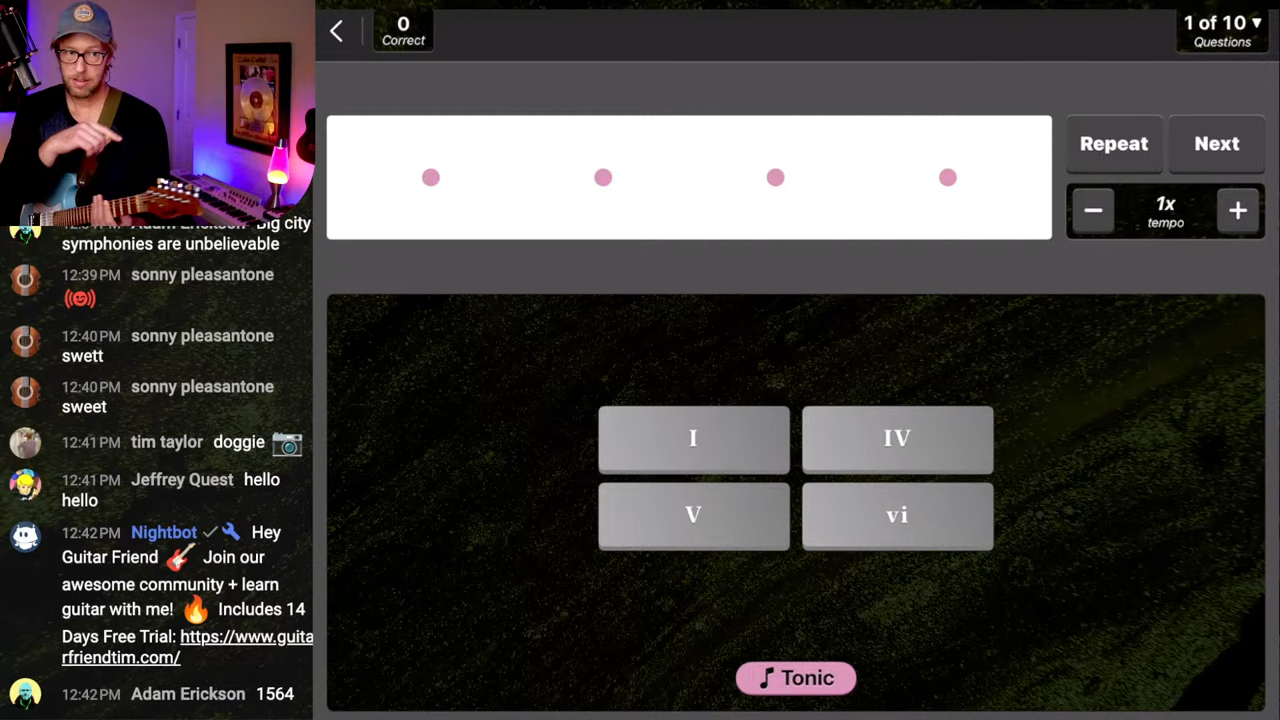 0
Correct
1 of 10 ▼
Questions
Repeat
Next
1x
tempo
−
+
I
IV
V
vi
Tonic
Big city
symphonies are unbelievable
12:39 PM sonny pleasantone
12:40 PM sonny pleasantone
swett
12:40 PM sonny pleasantone
sweet
12:41 PM tim taylor doggie
12:41 PM Jeffrey Quest hello
hello
12:42 PM Nightbot Hey
Guitar Friend Join our
awesome community + learn
guitar with me! Includes 14
Days Free Trial: https://www.guita
rfriendtim.com/
12:42 PM Adam Erickson 1564